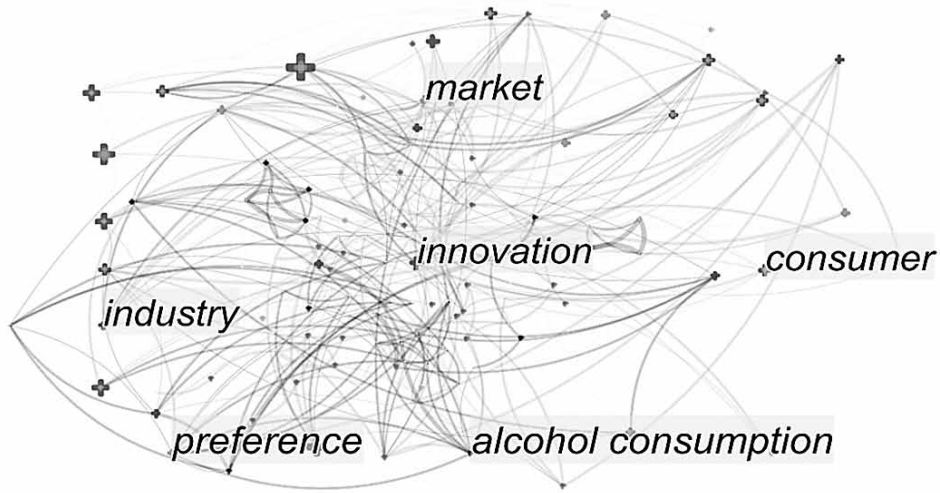 market
innovation
consumer
industry
preference
alcohol consumption